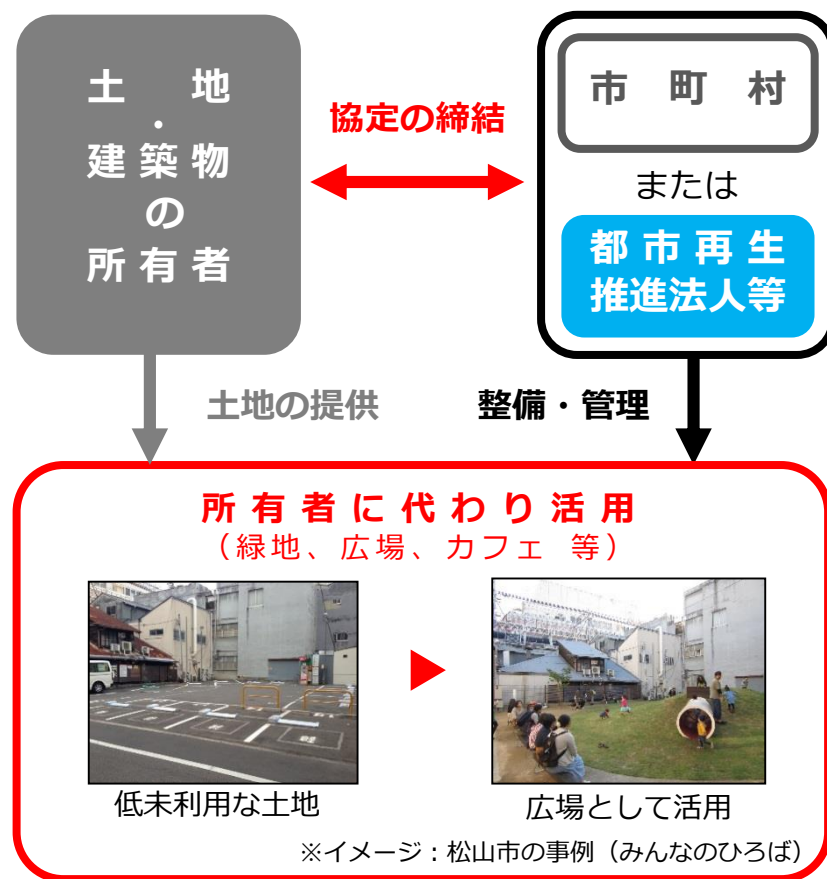 土地
・
建築物
の
所有者
協定の締結
市町村
または
都市再生
推進法人等
土地の提供
整備・管理
所有者に代わり活用
（緑地、広場、カフェ 等）
低未利用な土地
広場として活用
※イメージ：松山市の事例（みんなのひろば）